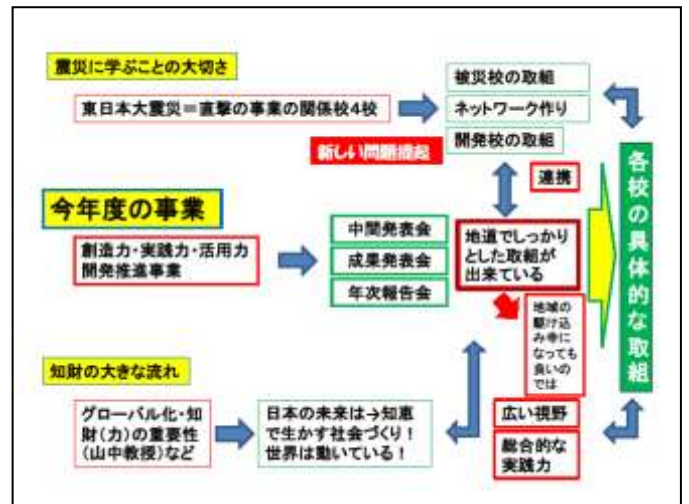 震災に学ぶことの大切さ
東日本大震災＝直撃の事業の関係校4校
被災校の取組
ネットワーク作り
開発校の取組
新しい問題提起
連携
今年度の事業
創造力・実践力・活用力
開発推進事業
中間発表会
成果発表会
年次報告会
地道でしっかり
とした取組が
出来ている
地域の
駆け込
み寺に
なっても
良いの
では
各校の具体的な取組
知財の大きな流れ
グローバル化・知
財(力)の重要性
(山中教授)など
日本の未来は→知恵
で生かす社会づくり！
世界は動いている！
広い視野
総合的な
実践力